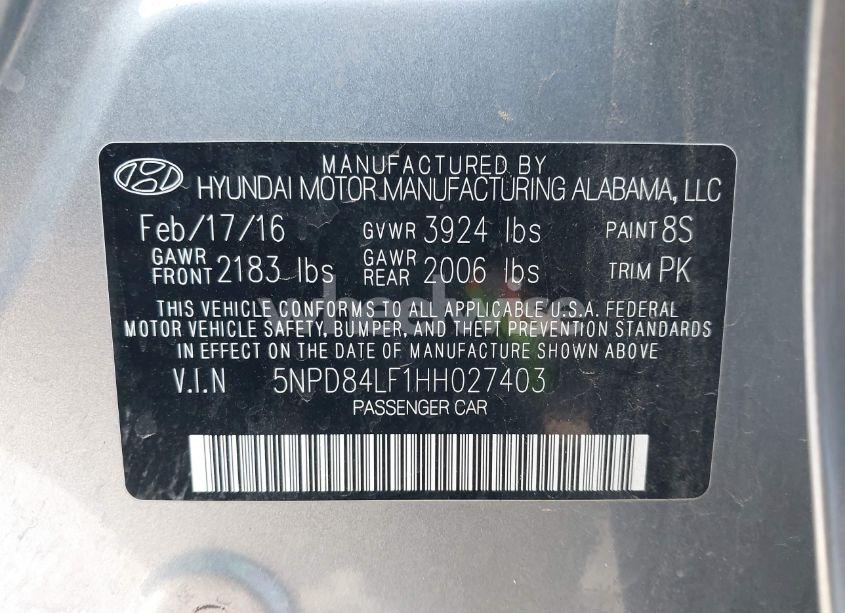 MANUFACTURED BY
HYUNDAI MOTOR MANUFACTURING ALABAMA, LLC
Feb/17/16 GVWR 3924 lbs PAINT 8S
GAWR FRONT 2183 lbs GAWR REAR 2006 lbs TRIM PK
THIS VEHICLE CONFORMS TO ALL APPLICABLE U.S.A. FEDERAL
MOTOR VEHICLE SAFETY, BUMPER, AND THEFT PREVENTION STANDARDS
IN EFFECT ON THE DATE OF MANUFACTURE SHOWN ABOVE
V.I.N 5NPD84LF1HH027403
PASSENGER CAR